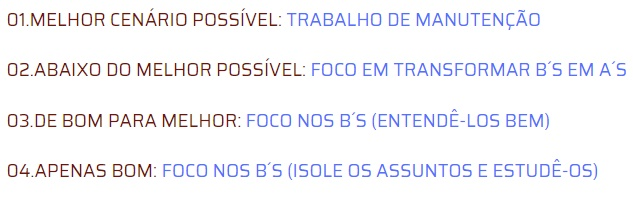 01.MELHOR CENÁRIO POSSÍVEL: TRABALHO DE MANUTENÇÃO
02.ABAIXO DO MELHOR POSSÍVEL: FOCO EM TRANSFORMAR B´S EM A´S
03.DE BOM PARA MELHOR: FOCO NOS B´S (ENTENDÊ-LOS BEM)
04.APENAS BOM: FOCO NOS B´S (ISOLE OS ASSUNTOS E ESTUDÊ-OS)